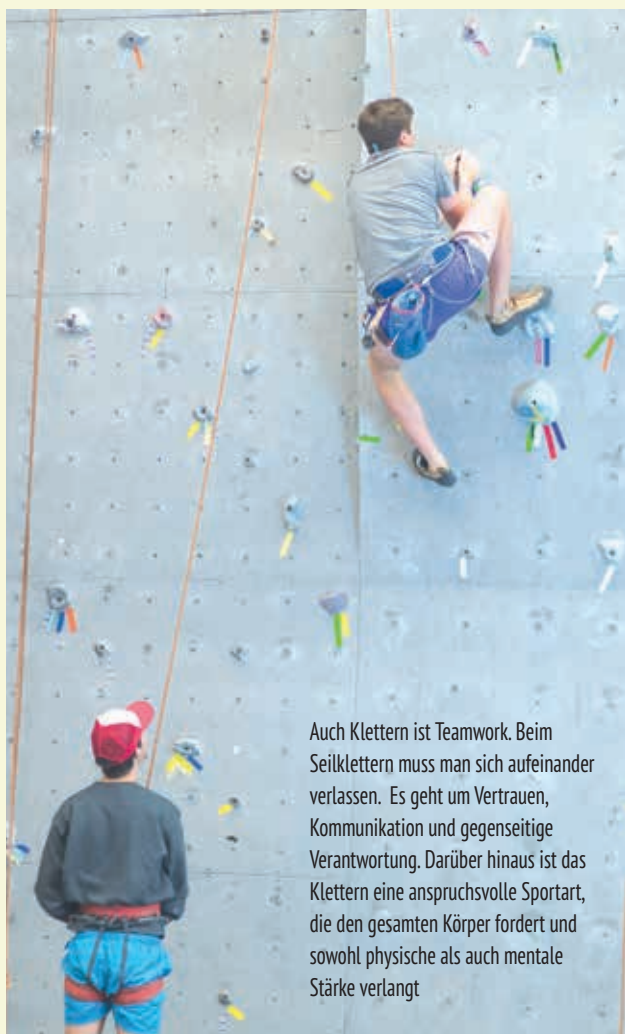 Auch Klettern ist Teamwork. Beim
Seilklettern muss man sich aufeinander
verlassen.  Es geht um Vertrauen,
Kommunikation und gegenseitige
Verantwortung. Darüber hinaus ist das
Klettern eine anspruchsvolle Sportart,
die den gesamten Körper fordert und
sowohl physische als auch mentale
Stärke verlangt